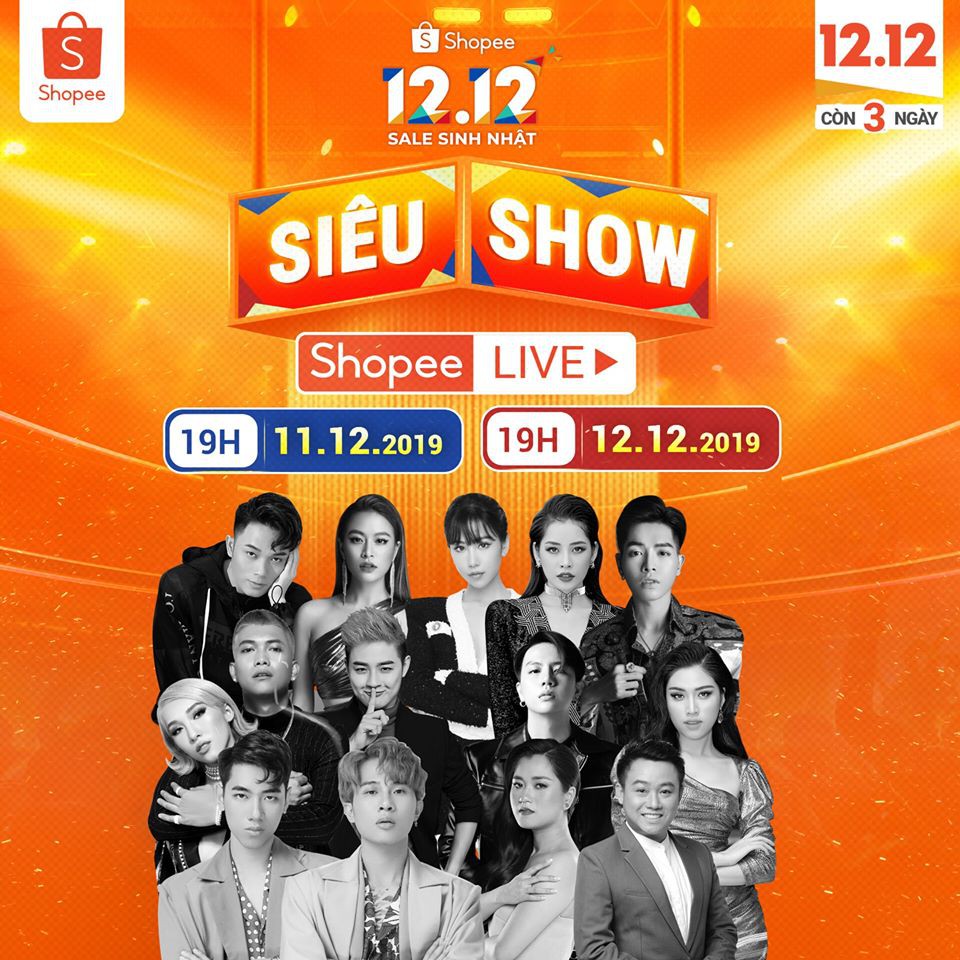 Shopee
Shopee
12.12
SALE SINH NHẬT
12.12
CÒN 3 NGÀY
SIÊU SHOW
Shopee LIVE
19H 11.12.2019
19H 12.12.2019